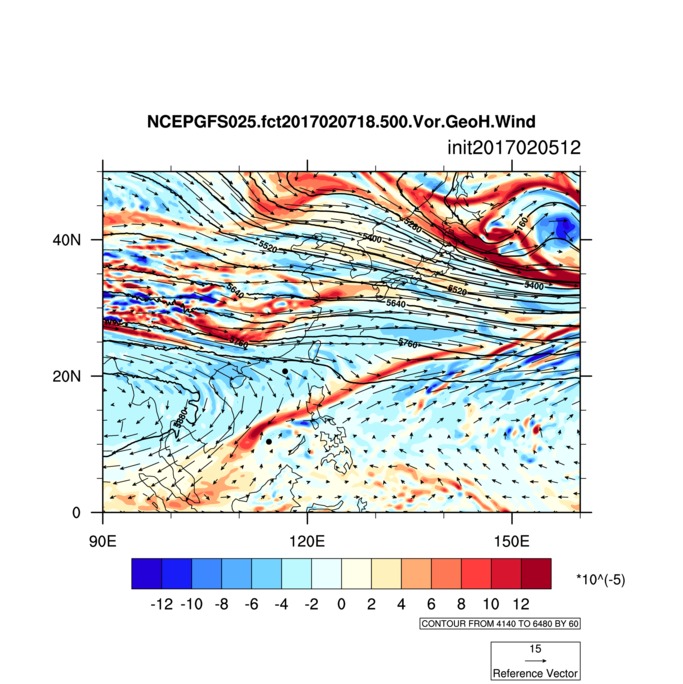 NCEPGFS025.fct2017020718.500.Vor.GeoH.Wind
init2017020512
40N
20N
0
90E 120E 150E
5280
5160
5520 5400
5400
5640 5520
5640
5760 5760
5880
-12 -10 -8 -6 -4 -2 0 2 4 6 8 10 12 *10^(-5)
CONTOUR FROM 4140 TO 6480 BY 60
15
Reference Vector